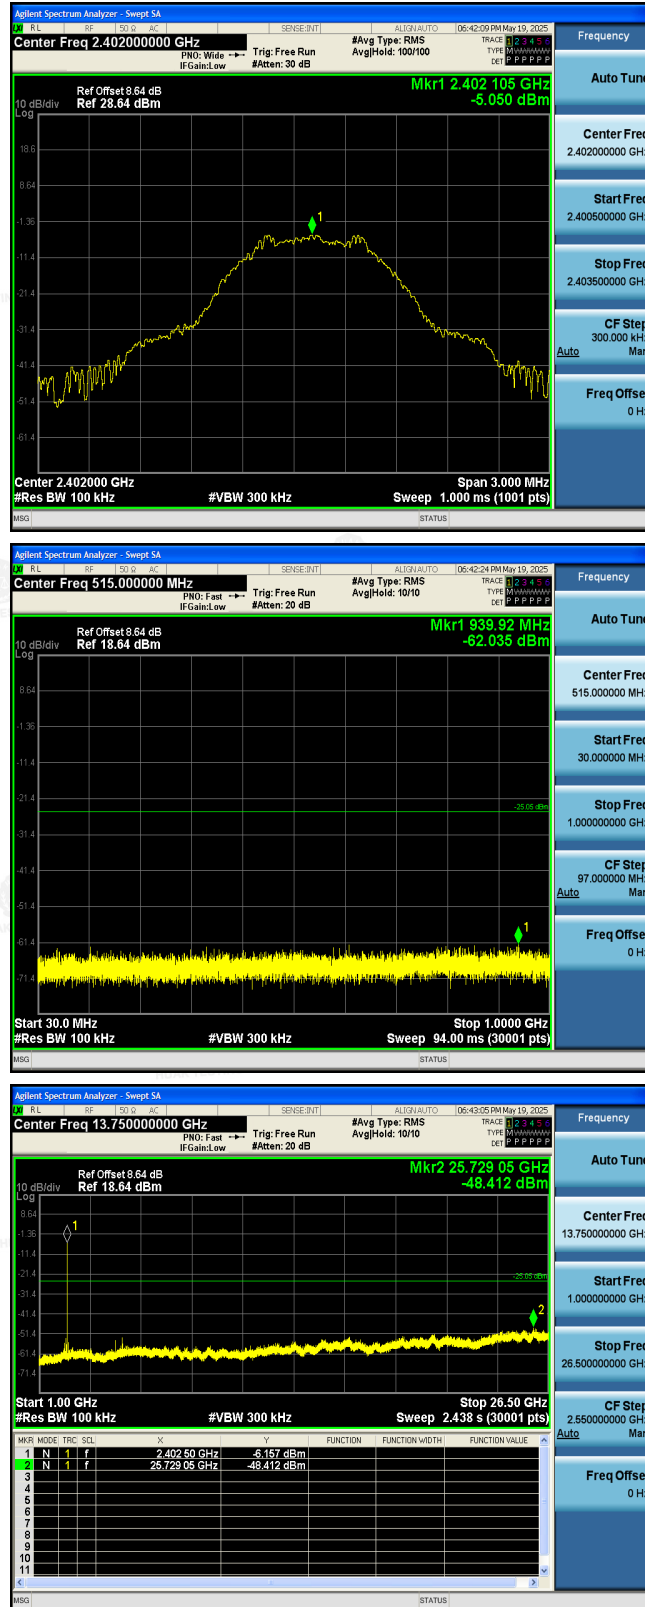 Agilent Spectrum Analyzer - Swept SA
LXI RL RF 50 Ω AC SENSE:INT ALIGN AUTO 06:42:09 PM May 19, 2025
Center Freq 2.402000000 GHz
PNO: Wide
IFGain:Low
Trig: Free Run
#Atten: 30 dB
#Avg Type: RMS
Avg|Hold: 100/100
TRACE 1 2 3 4 5 6
TYPE M
DET P P P P P P
Frequency
Auto Tune
Mkr1 2.402 105 GHz
-5.050 dBm
Ref Offset 8.64 dB
Ref 28.64 dBm
10 dB/div
Log
18.6
8.64
-1.36
-11.4
-21.4
-31.4
-41.4
-51.4
-61.4
1
Center Freq
2.402000000 GHz
Start Freq
2.400500000 GHz
Stop Freq
2.403500000 GHz
CF Step
300.000 kHz
Auto Man
Freq Offset
0 Hz
Center 2.402000 GHz
Span 3.000 MHz
#Res BW 100 kHz
#VBW 300 kHz
Sweep 1.000 ms (1001 pts)
MSG STATUS
Agilent Spectrum Analyzer - Swept SA
LXI RL RF 50 Ω AC SENSE:INT ALIGN AUTO 06:42:24 PM May 19, 2025
Center Freq 515.000000 MHz
PNO: Fast
IFGain:Low
Trig: Free Run
#Atten: 20 dB
#Avg Type: RMS
Avg|Hold: 10/10
TRACE 1 2 3 4 5 6
TYPE M
DET P P P P P P
Frequency
Auto Tune
Mkr1 939.92 MHz
-62.035 dBm
Ref Offset 8.64 dB
Ref 18.64 dBm
10 dB/div
Log
8.64
-1.36
-11.4
-21.4
-31.4
-41.4
-51.4
-61.4
-71.4
-25.05 dBm
1
Center Freq
515.000000 MHz
Start Freq
30.000000 MHz
Stop Freq
1.000000000 GHz
CF Step
97.000000 MHz
Auto Man
Freq Offset
0 Hz
Start 30.0 MHz
Stop 1.0000 GHz
#Res BW 100 kHz
#VBW 300 kHz
Sweep 94.00 ms (30001 pts)
MSG STATUS
Agilent Spectrum Analyzer - Swept SA
LXI RL RF 50 Ω AC SENSE:INT ALIGN AUTO 06:43:05 PM May 19, 2025
Center Freq 13.750000000 GHz
PNO: Fast
IFGain:Low
Trig: Free Run
#Atten: 20 dB
#Avg Type: RMS
Avg|Hold: 10/10
TRACE 1 2 3 4 5 6
TYPE M
DET P P P P P P
Frequency
Auto Tune
Mkr2 25.729 05 GHz
-48.412 dBm
Ref Offset 8.64 dB
Ref 18.64 dBm
10 dB/div
Log
8.64
-1.36
-11.4
-21.4
-31.4
-41.4
-51.4
-61.4
-71.4
-25.05 dBm
1
2
Center Freq
13.750000000 GHz
Start Freq
1.000000000 GHz
Stop Freq
26.500000000 GHz
CF Step
2.550000000 GHz
Auto Man
Freq Offset
0 Hz
Start 1.00 GHz
Stop 26.50 GHz
#Res BW 100 kHz
#VBW 300 kHz
Sweep 2.438 s (30001 pts)
MKR MODE TRC SCL X Y FUNCTION FUNCTION WIDTH FUNCTION VALUE
1 N 1 f 2.402 50 GHz -6.157 dBm
2 N 1 f 25.729 05 GHz -48.412 dBm
3
4
5
6
7
8
9
10
11
MSG STATUS